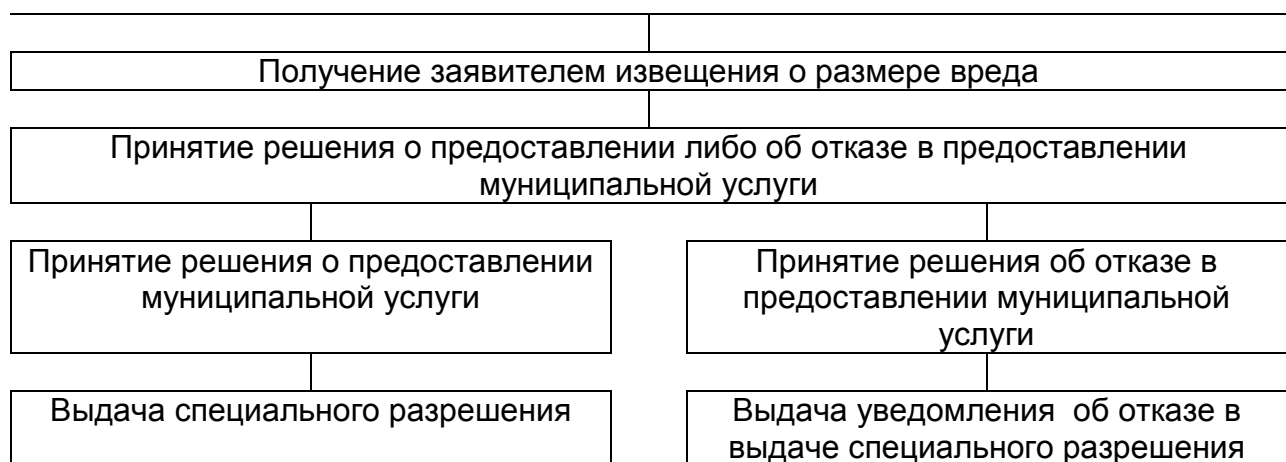 Получение заявителем извещения о размере вреда
Принятие решения о предоставлении либо об отказе в предоставлении
муниципальной услуги
Принятие решения о предоставлении
муниципальной услуги
Принятие решения об отказе в
предоставлении муниципальной
услуги
Выдача специального разрешения
Выдача уведомления  об отказе в
выдаче специального разрешения